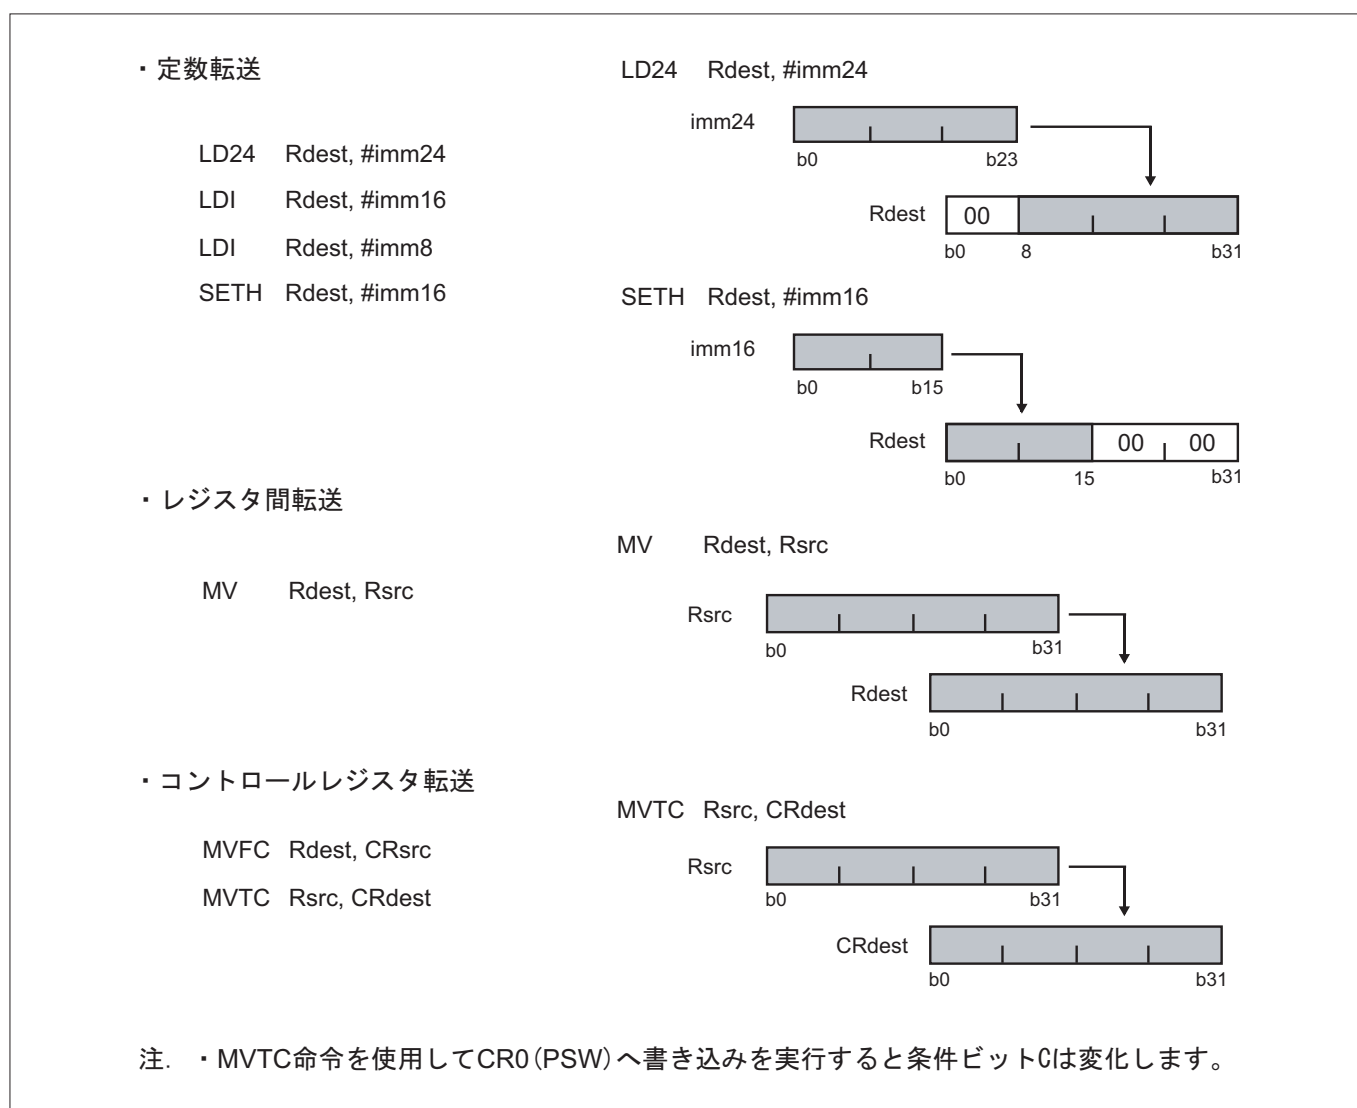 ・定数転送
LD24 Rdest, #imm24
LDI Rdest, #imm16
LDI Rdest, #imm8
SETH Rdest, #imm16
LD24 Rdest, #imm24
imm24
b0 b23
Rdest 00
b0 8 b31
SETH Rdest, #imm16
imm16
b0 b15
Rdest 00 00
b0 15 b31
・レジスタ間転送
MV Rdest, Rsrc
MV Rdest, Rsrc
Rsrc
b0 b31
Rdest
b0 b31
・コントロールレジスタ転送
MVFC Rdest, CRsrc
MVTC Rsrc, CRdest
MVTC Rsrc, CRdest
Rsrc
b0 b31
CRdest
b0 b31
注. ・MVTC命令を使用してCR0(PSW)へ書き込みを実行すると条件ビットCは変化します。